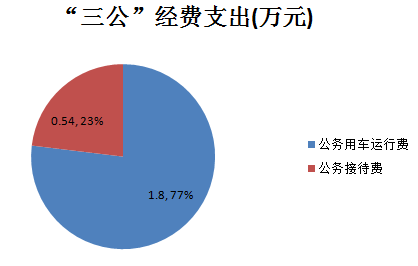 “三公”经费支出(万元)
0.54, 23%
1.8, 77%
公务用车运行费
公务接待费